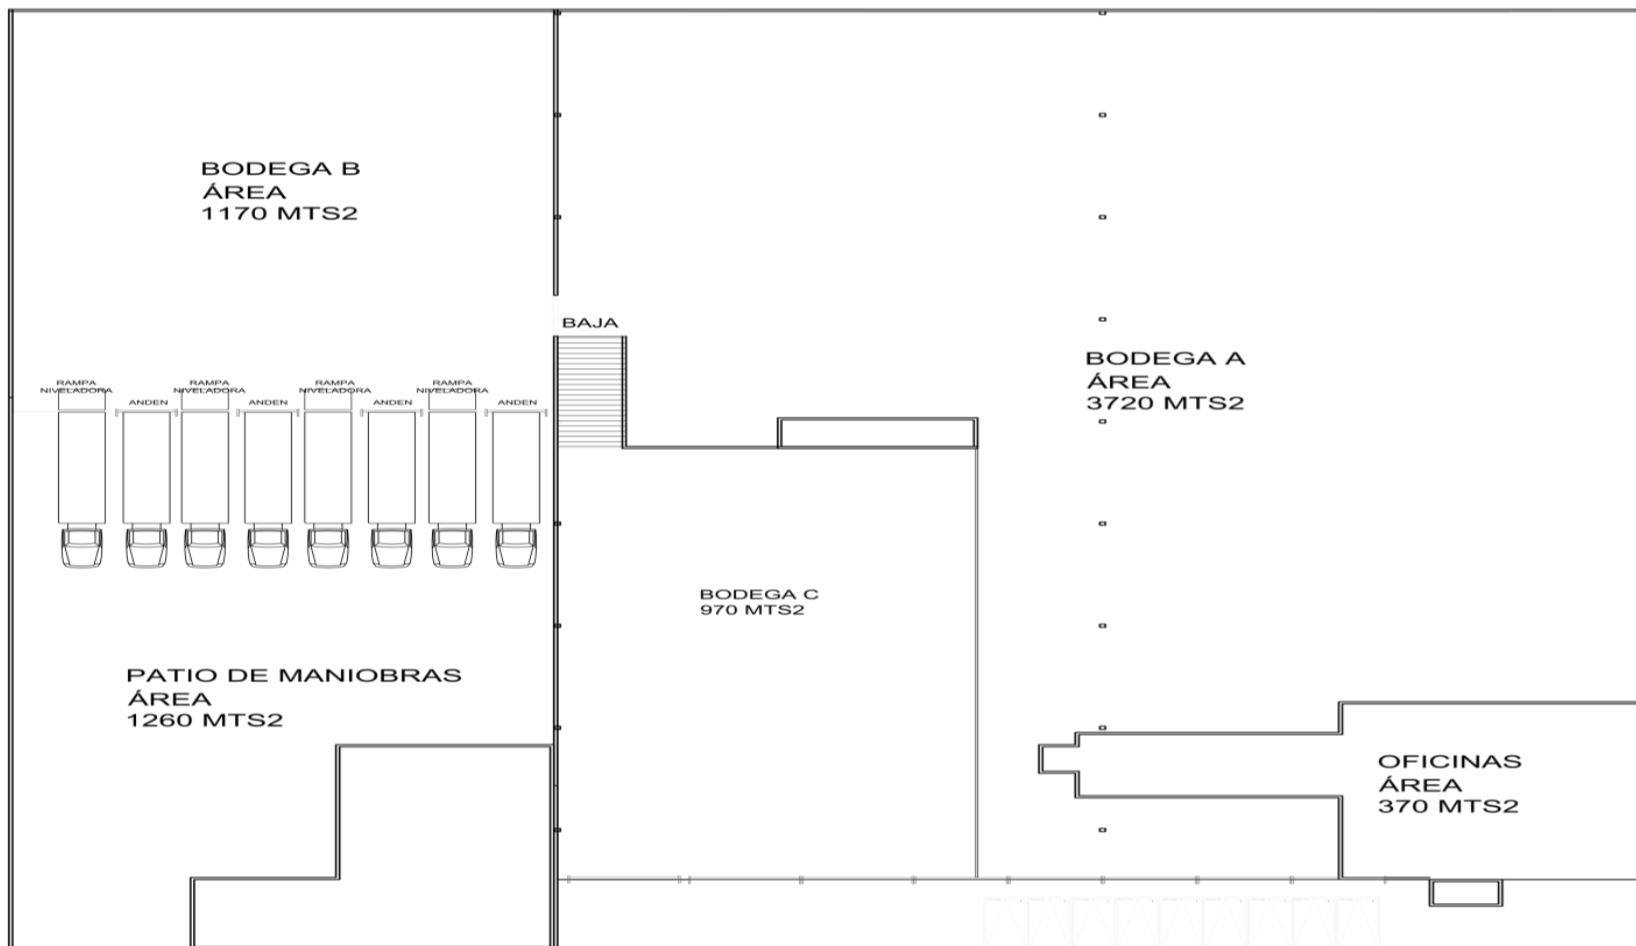 BODEGA B
ÁREA
1170 MTS2
BAJA
BODEGA A
ÁREA
3720 MTS2
RAMPA
NIVELADORA
RAMPA
NIVELADORA
RAMPA
NIVELADORA
RAMPA
NIVELADORA
ANDEN
ANDEN
ANDEN
ANDEN
BODEGA C
970 MTS2
PATIO DE MANIOBRAS
ÁREA
1260 MTS2
OFICINAS
ÁREA
370 MTS2